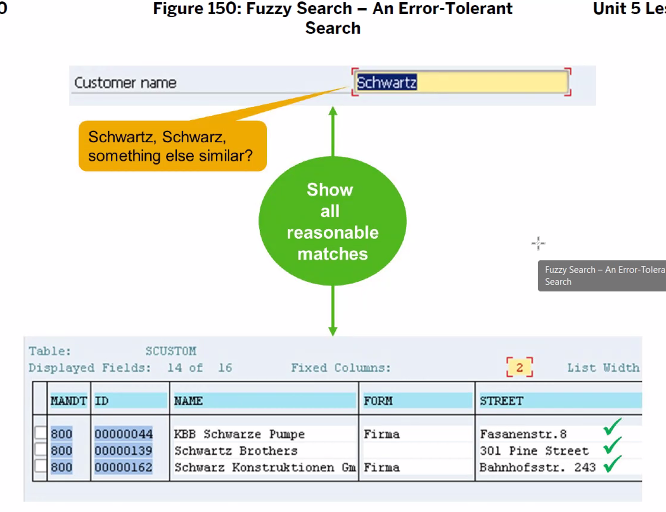 0
Figure 150: Fuzzy Search – An Error-Tolerant
Search
Unit 5 Les
Customer name
Schwartz
Schwartz, Schwarz,
something else similar?
Show
all
reasonable
matches
Fuzzy Search – An Error-Tolera
Search
Table: SCUSTOM
Displayed Fields: 14 of 16 Fixed Columns: 2 List Width
MANDT ID NAME FORM STREET
800 00000044 KBB Schwarze Pumpe Firma Fasanenstr.8
800 00000139 Schwartz Brothers 301 Pine Street
800 00000162 Schwarz Konstruktionen Gm Firma Bahnhofsstr. 243